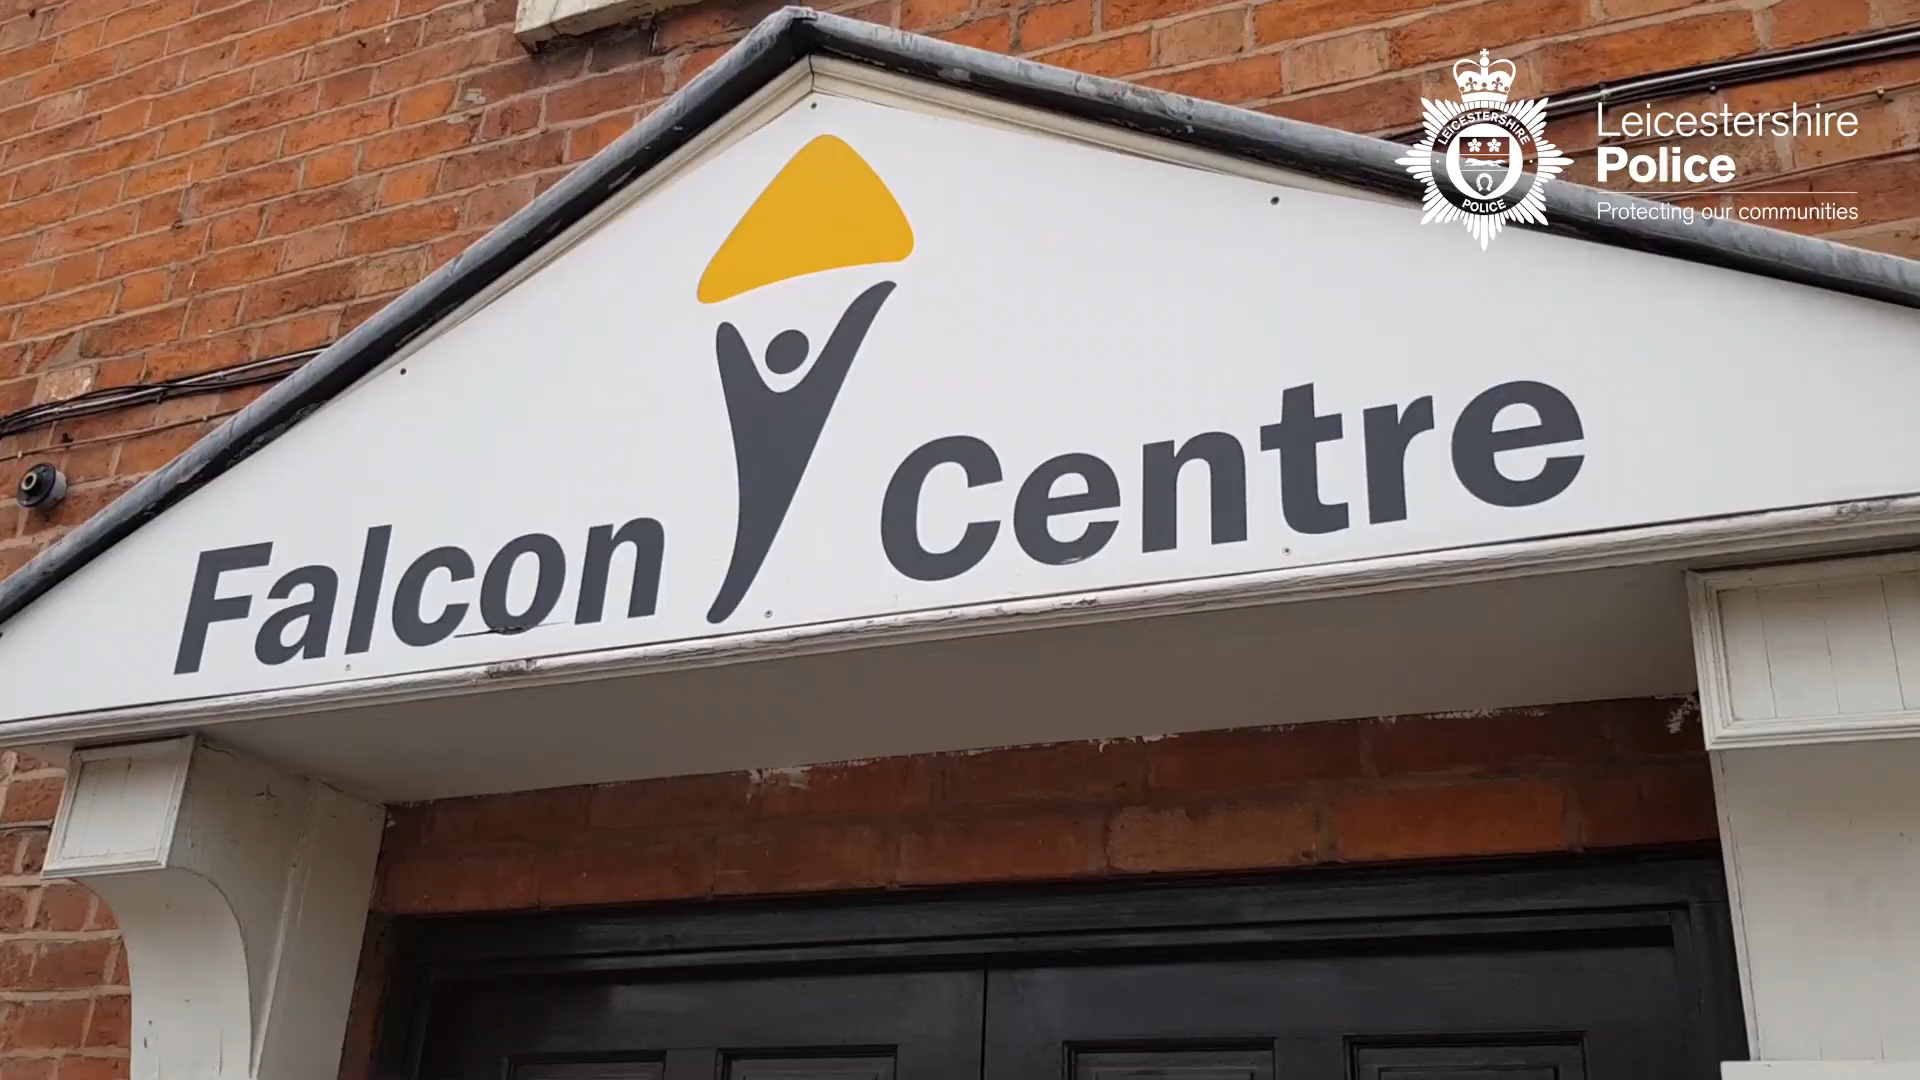 LEICESTERSHIRE
POLICE
Leicestershire
Police
Protecting our communities
Falcon Centre